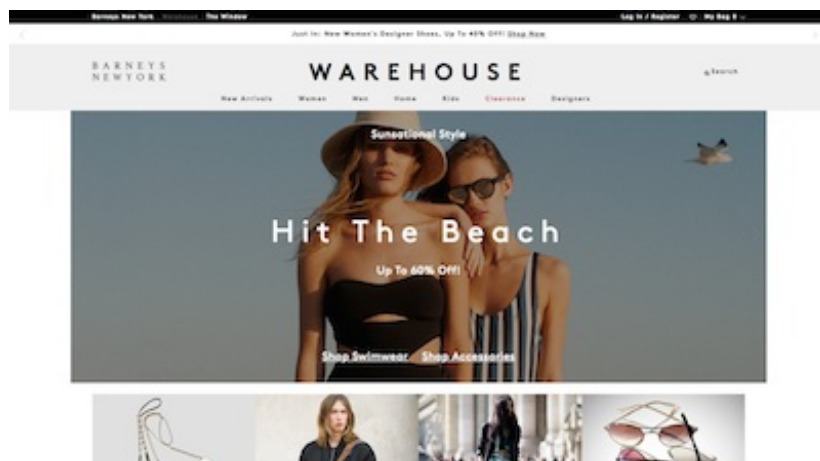 Barneys New York Warehouse The Window Log In / Register My Bag 0
Just In: New Women's Designer Shoes, Up To 40% Off! Shop Now
BARNEYS
NEWYORK
WAREHOUSE
Search
New Arrivals Women Men Home Kids Clearance Designers
Sunsational Style
Hit The Beach
Up To 60% Off!
Shop Swimwear Shop Accessories